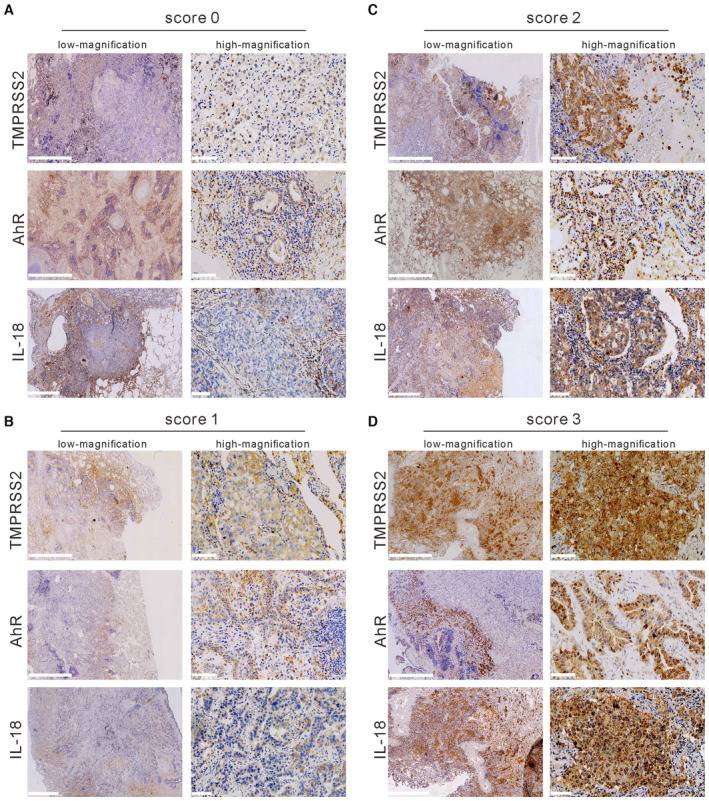 A
score 0
low-magnification high-magnification
TMPRSS2
AhR
IL-18
B
score 1
low-magnification high-magnification
TMPRSS2
AhR
IL-18
C
score 2
low-magnification high-magnification
TMPRSS2
AhR
IL-18
D
score 3
low-magnification high-magnification
TMPRSS2
AhR
IL-18